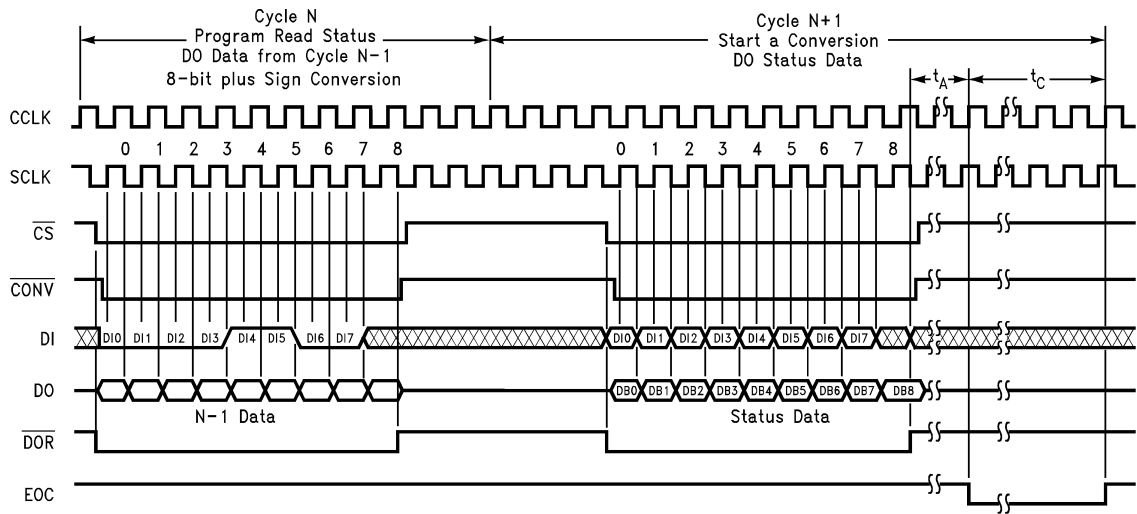 Cycle N
Program Read Status
DO Data from Cycle N-1
8-bit plus Sign Conversion
Cycle N+1
Start a Conversion
DO Status Data
tA
tC
CCLK
0 1 2 3 4 5 6 7 8 0 1 2 3 4 5 6 7 8
SCLK
CS
CONV
DI DI0 DI1 DI2 DI3 DI4 DI5 DI6 DI7 DI0 DI1 DI2 DI3 DI4 DI5 DI6 DI7
DO DB0 DB1 DB2 DB3 DB4 DB5 DB6 DB7 DB8
N-1 Data Status Data
DOR
EOC